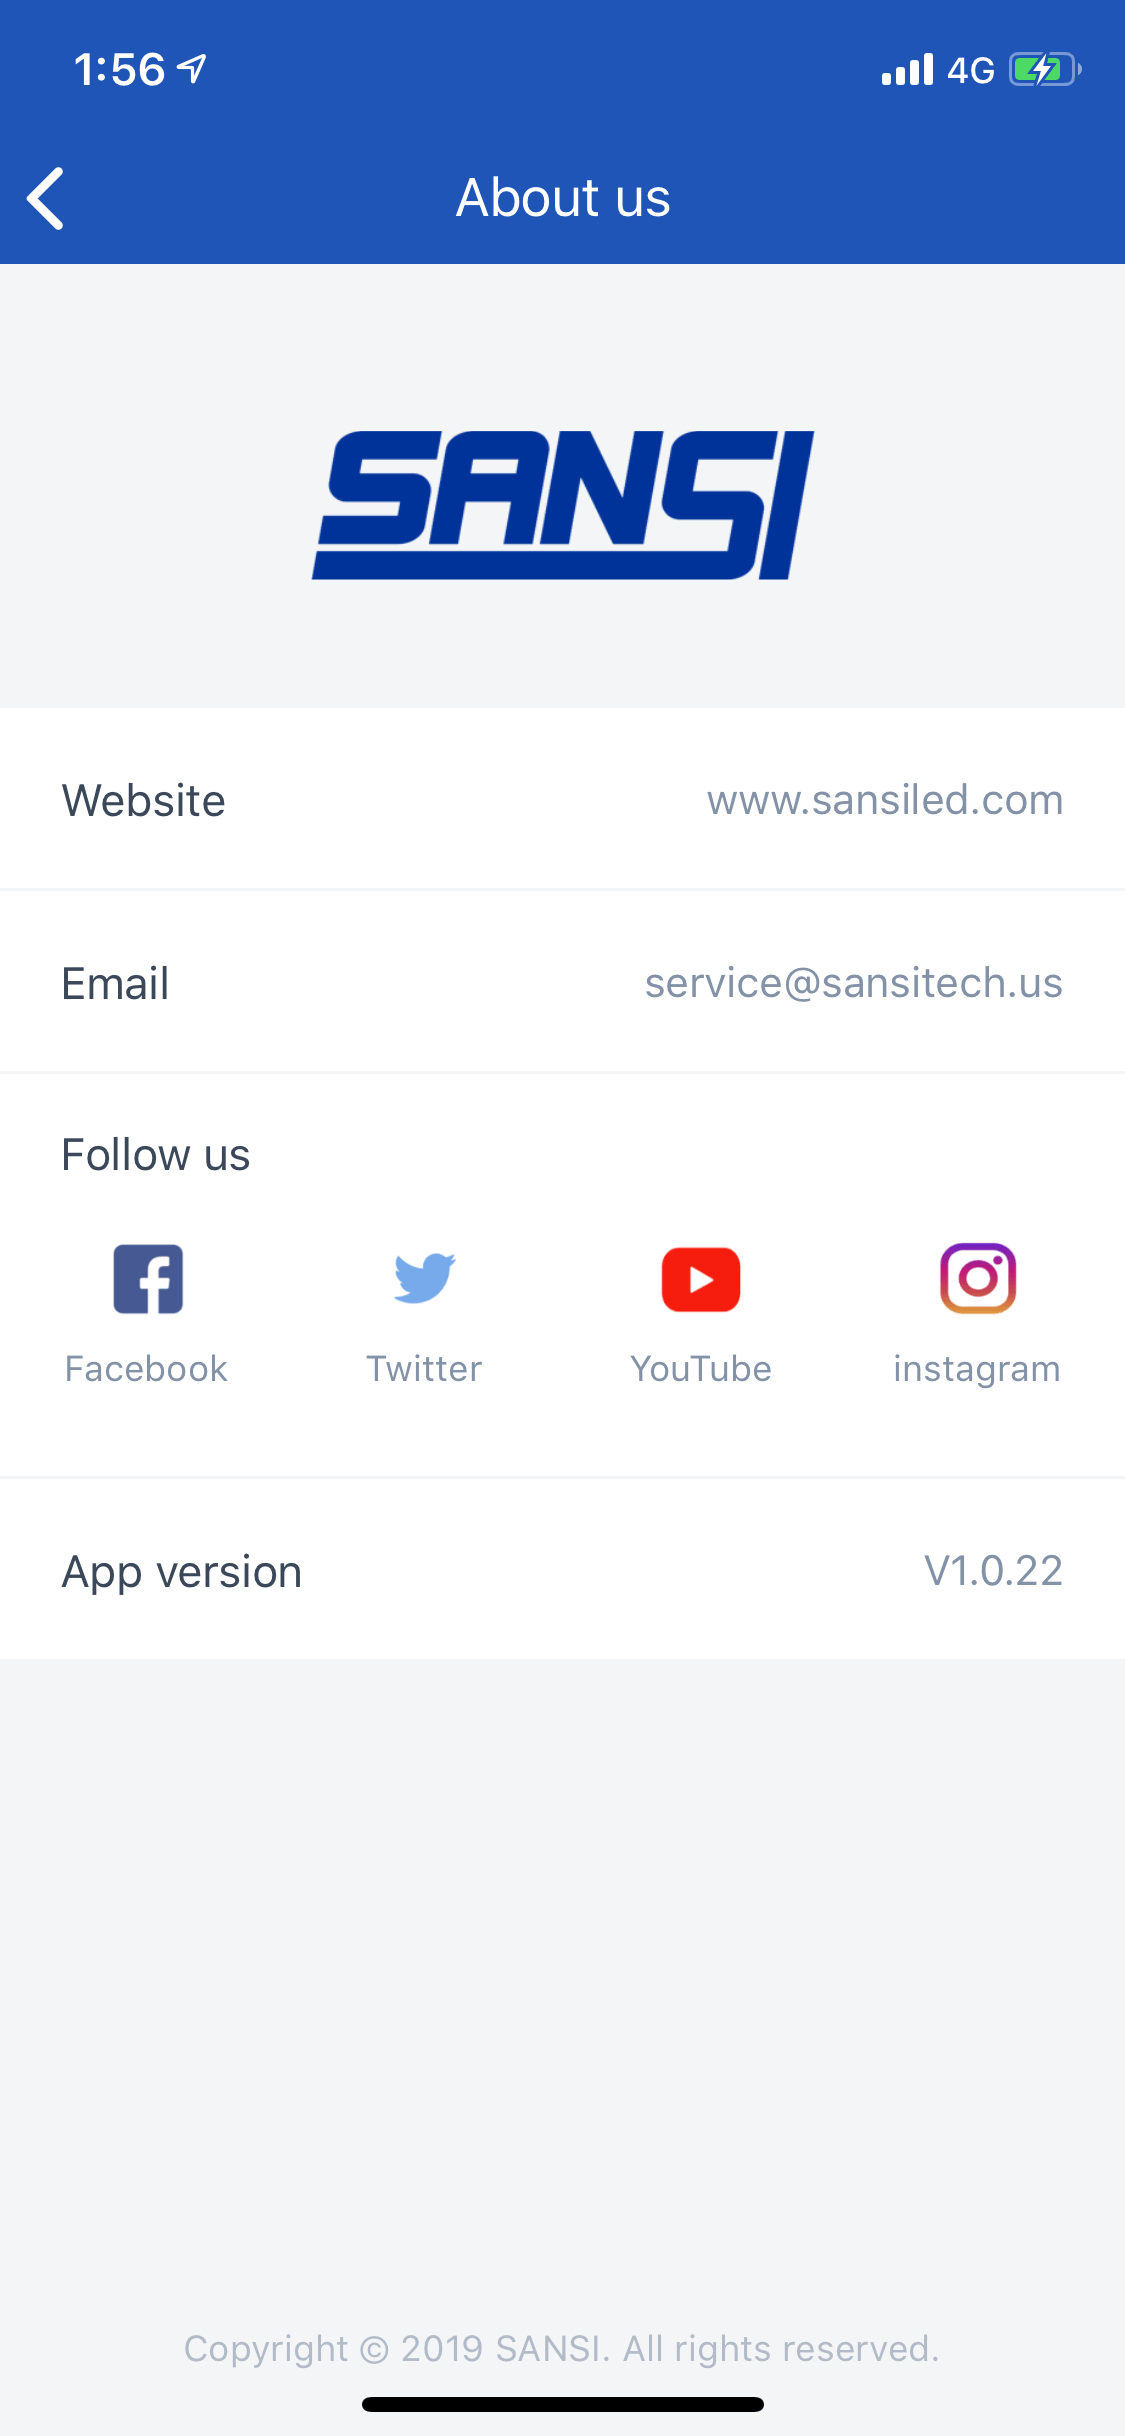 1:56
4G
About us
SANSI
Website
www.sansiled.com
Email
service@sansitech.us
Follow us
Facebook
Twitter
YouTube
instagram
App version
V1.0.22
Copyright © 2019 SANSI. All rights reserved.